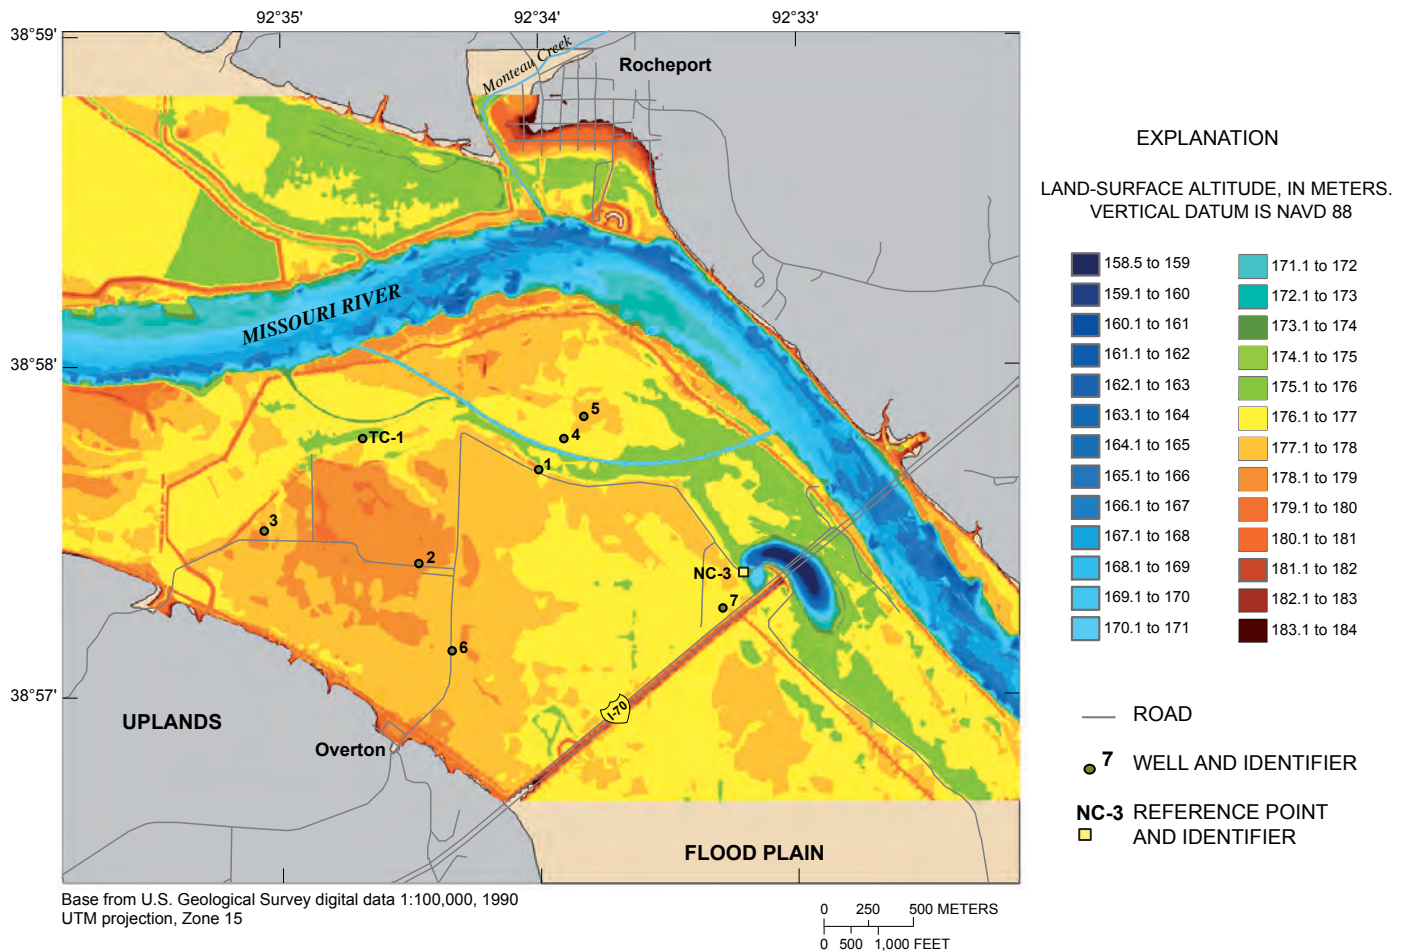 92°35'
92°34'
92°33'
38°59'
Monteau Creek
Rocheport
MISSOURI RIVER
38°58'
5
4
TC-1
1
3
2
NC-3
7
6
38°57'
I-70
UPLANDS
Overton
FLOOD PLAIN
Base from U.S. Geological Survey digital data 1:100,000, 1990
UTM projection, Zone 15
0 250 500 METERS
0 500 1,000 FEET
EXPLANATION
LAND-SURFACE ALTITUDE, IN METERS.
VERTICAL DATUM IS NAVD 88
158.5 to 159
159.1 to 160
160.1 to 161
161.1 to 162
162.1 to 163
163.1 to 164
164.1 to 165
165.1 to 166
166.1 to 167
167.1 to 168
168.1 to 169
169.1 to 170
170.1 to 171
171.1 to 172
172.1 to 173
173.1 to 174
174.1 to 175
175.1 to 176
176.1 to 177
177.1 to 178
178.1 to 179
179.1 to 180
180.1 to 181
181.1 to 182
182.1 to 183
183.1 to 184
ROAD
7 WELL AND IDENTIFIER
NC-3 REFERENCE POINT
AND IDENTIFIER